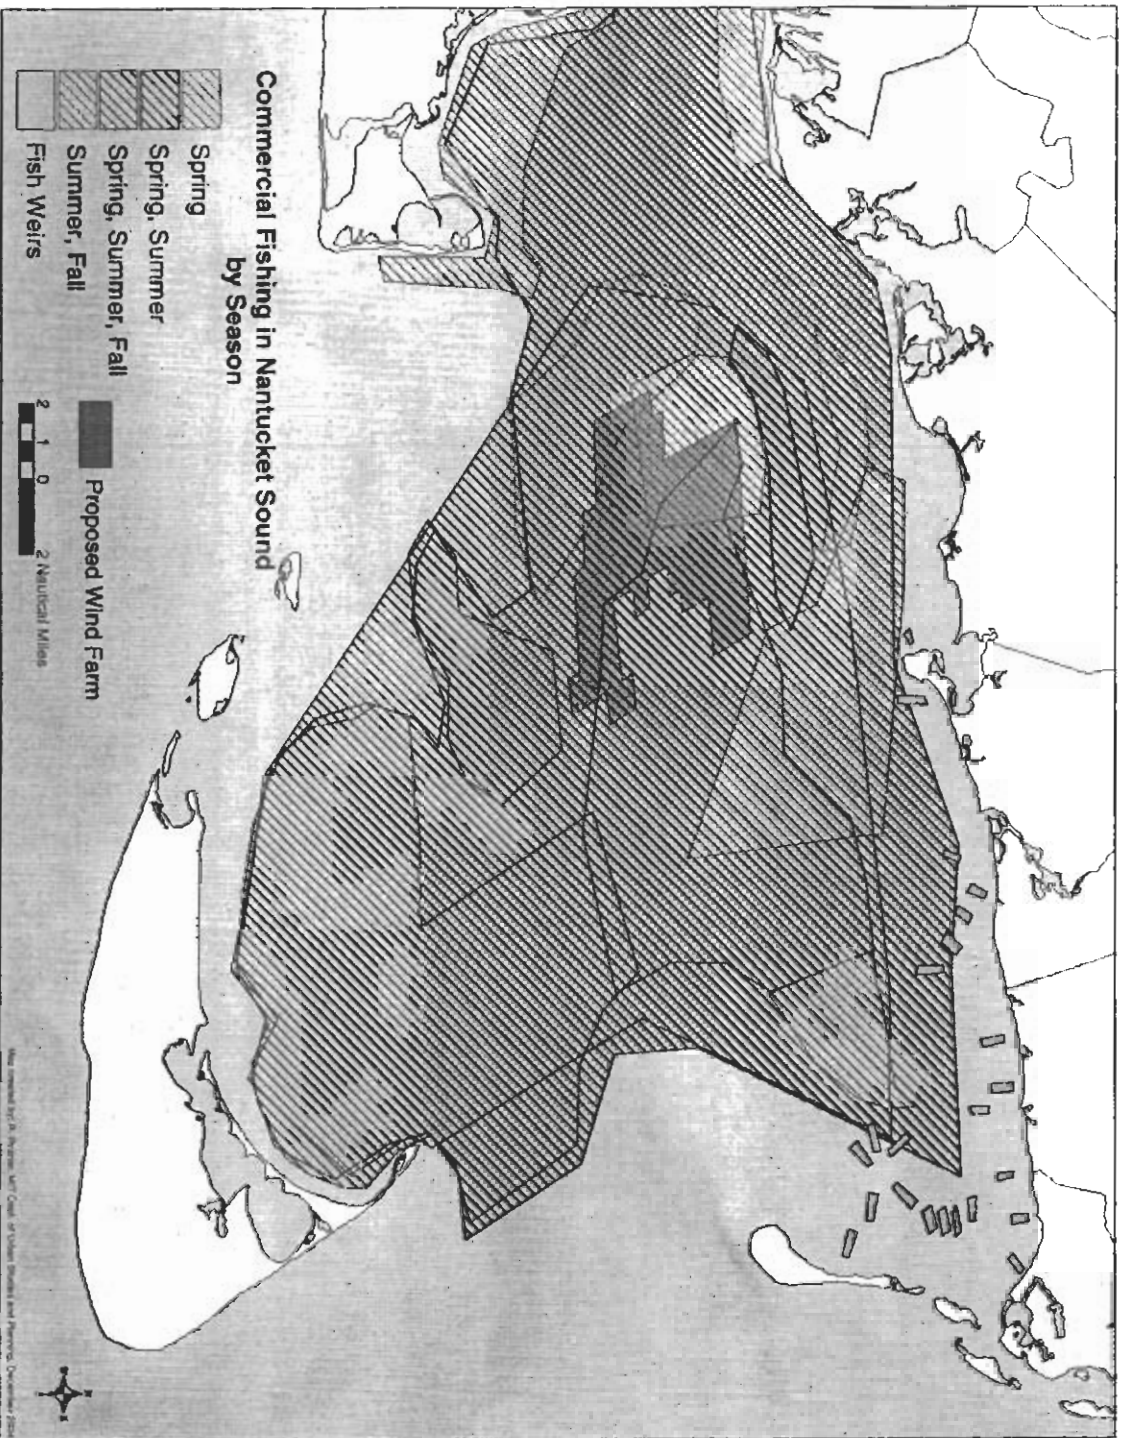 Commercial Fishing in Nantucket Sound
by Season
Spring
Spring, Summer
Spring, Summer, Fall
Summer, Fall
Fish Weirs
Proposed Wind Farm
2 1 0 2 Nautical Miles